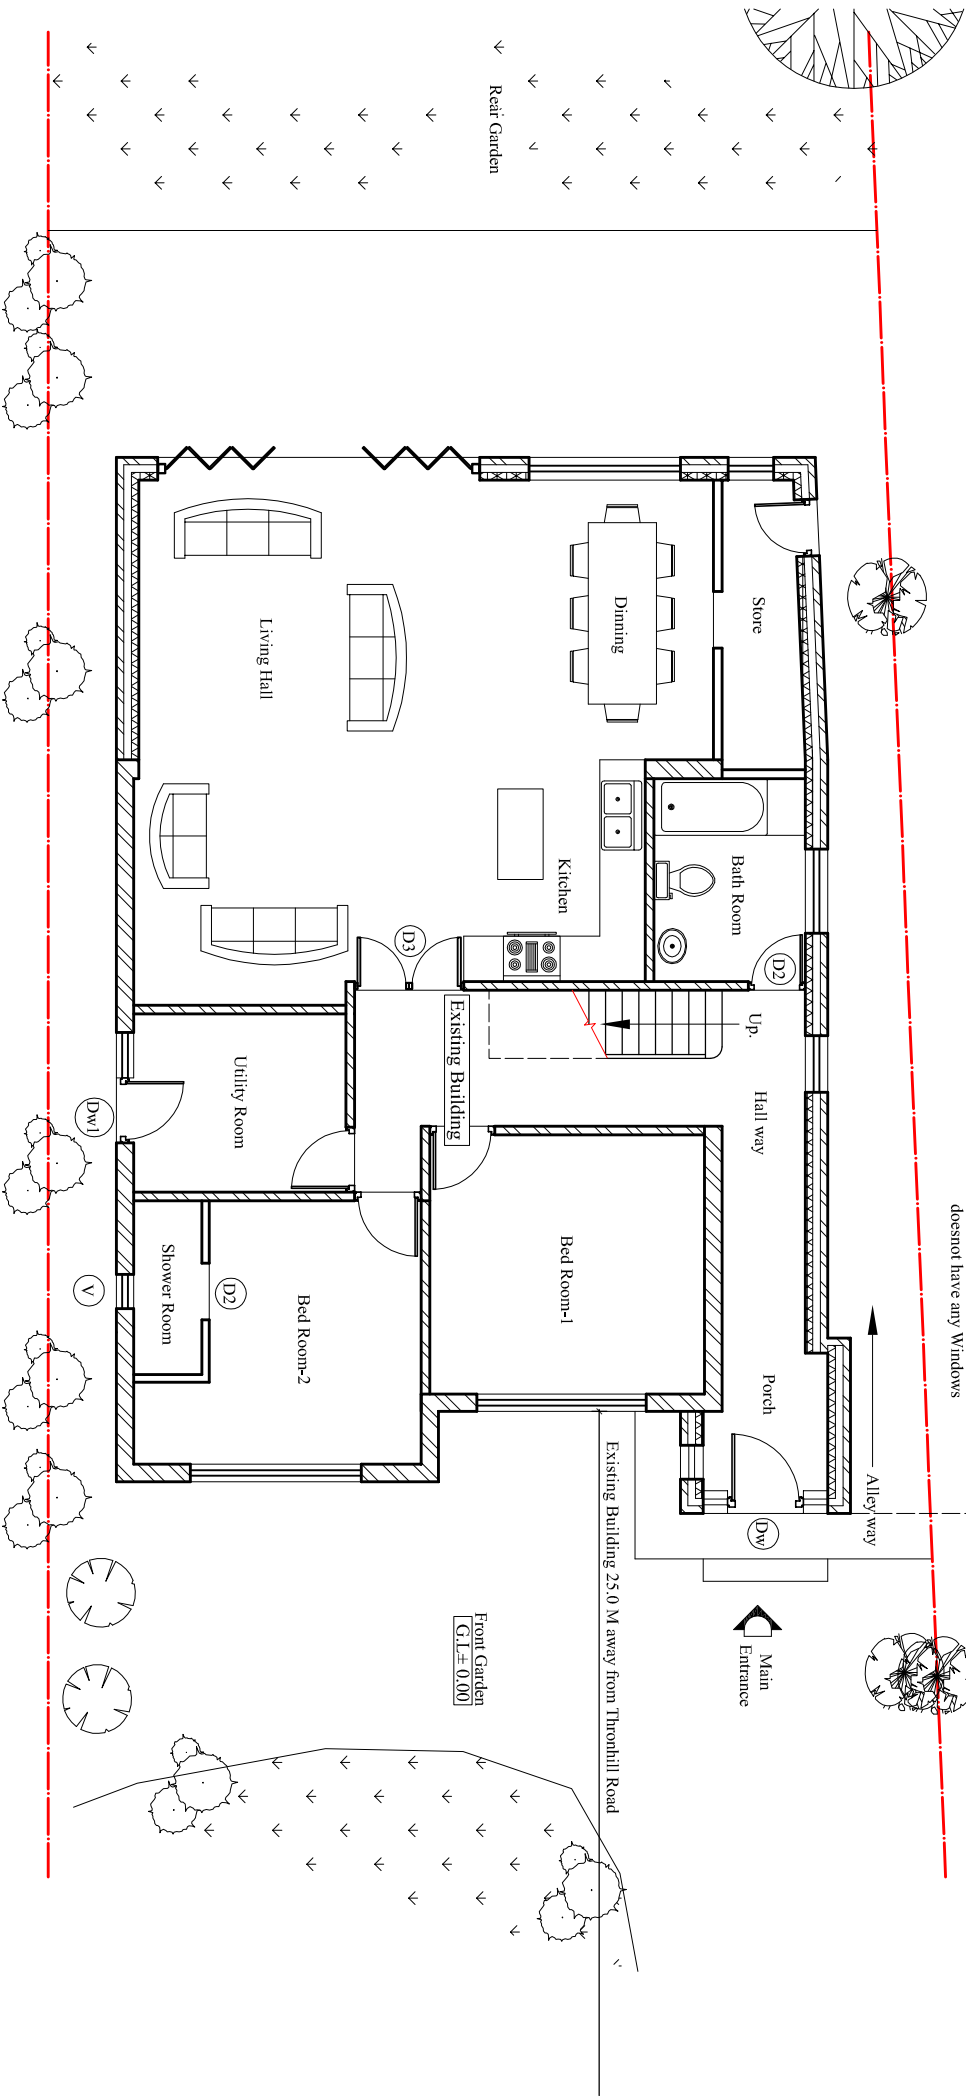 Rear Garden
Store
Dinning
Living Hall
Kitchen
Bath Room
D2
D3
Up.
Existing Building
Hall way
Utility Room
Dw1
doesnot have any Windows
Bed Room-1
Shower Room
D2
V
Bed Room-2
Porch
Alley way
Dw
Existing Building 25.0 M away from Thronhill Road
Main
Entrance
Front Garden
G.L± 0.00